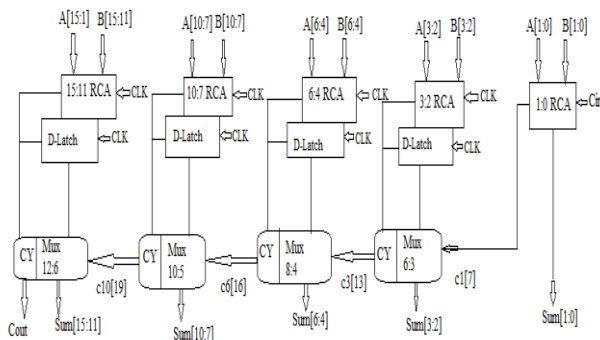 A[15:1] B[15:11] A[10:7] B[10:7] A[6:4] B[6:4] A[3:2] B[3:2] A[1:0] B[1:0]
15:11 RCA CLK 10:7 RCA CLK 6:4 RCA CLK 3:2 RCA CLK 1:0 RCA Cin
D-Latch CLK D-Latch CLK D-Latch CLK D-Latch CLK
CY Mux 12:6 CY Mux 10:5 CY Mux 8:4 CY Mux 6:3
c10[19] c6[16] c3[13] c1[7]
Cout Sum[15:11] Sum[10:7] Sum[6:4] Sum[3:2] Sum[1:0]